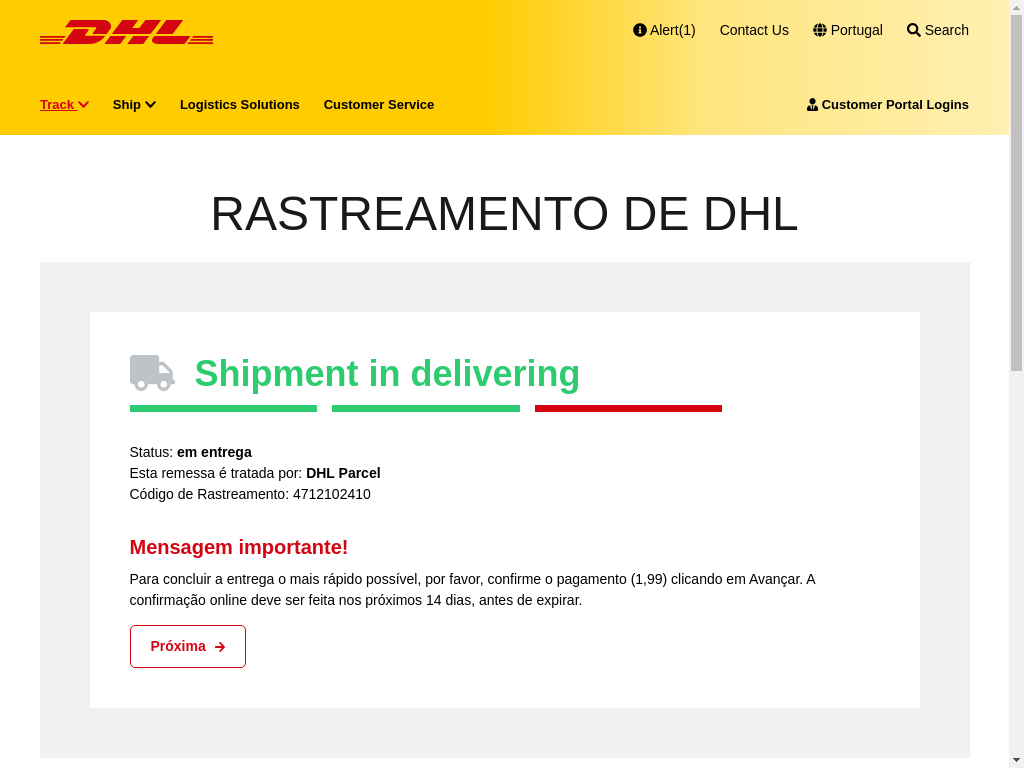 DHL
Alert(1) Contact Us Portugal Search
Track Ship Logistics Solutions Customer Service Customer Portal Logins
RASTREAMENTO DE DHL
Shipment in delivering
Status: em entrega
Esta remessa é tratada por: DHL Parcel
Código de Rastreamento: 4712102410
Mensagem importante!
Para concluir a entrega o mais rápido possível, por favor, confirme o pagamento (1,99) clicando em Avançar. A
confirmação online deve ser feita nos próximos 14 dias, antes de expirar.
Próxima